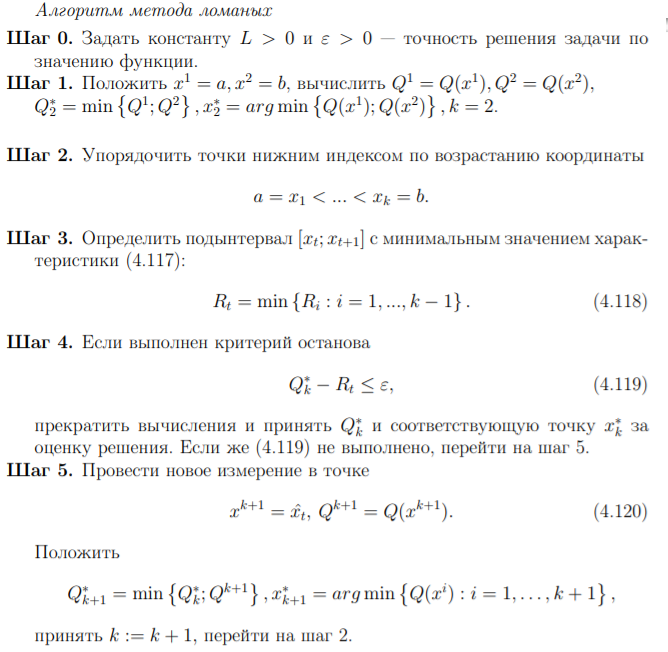 Алгоритм метода ломаных
Шаг 0. Задать константу L > 0 и ε > 0 — точность решения задачи по
значению функции.
Шаг 1. Положить x¹ = a, x² = b, вычислить Q¹ = Q(x¹), Q² = Q(x²),
Q₂* = min {Q¹; Q²} , x₂* = arg min {Q(x¹); Q(x²)} , k = 2.
Шаг 2. Упорядочить точки нижним индексом по возрастанию координаты
a = x₁ < ... < xₖ = b.
Шаг 3. Определить подынтервал [xₜ; xₜ₊₁] с минимальным значением харак-
теристики (4.117):
Rₜ = min {Rᵢ : i = 1, ..., k − 1} . (4.118)
Шаг 4. Если выполнен критерий останова
Qₖ* − Rₜ ≤ ε, (4.119)
прекратить вычисления и принять Qₖ* и соответствующую точку xₖ* за
оценку решения. Если же (4.119) не выполнено, перейти на шаг 5.
Шаг 5. Провести новое измерение в точке
xᵏ⁺¹ = x̂ₜ, Qᵏ⁺¹ = Q(xᵏ⁺¹). (4.120)
Положить
Qₖ₊₁* = min {Qₖ*; Qᵏ⁺¹} , xₖ₊₁* = arg min {Q(xⁱ) : i = 1, . . . , k + 1} ,
принять k := k + 1, перейти на шаг 2.